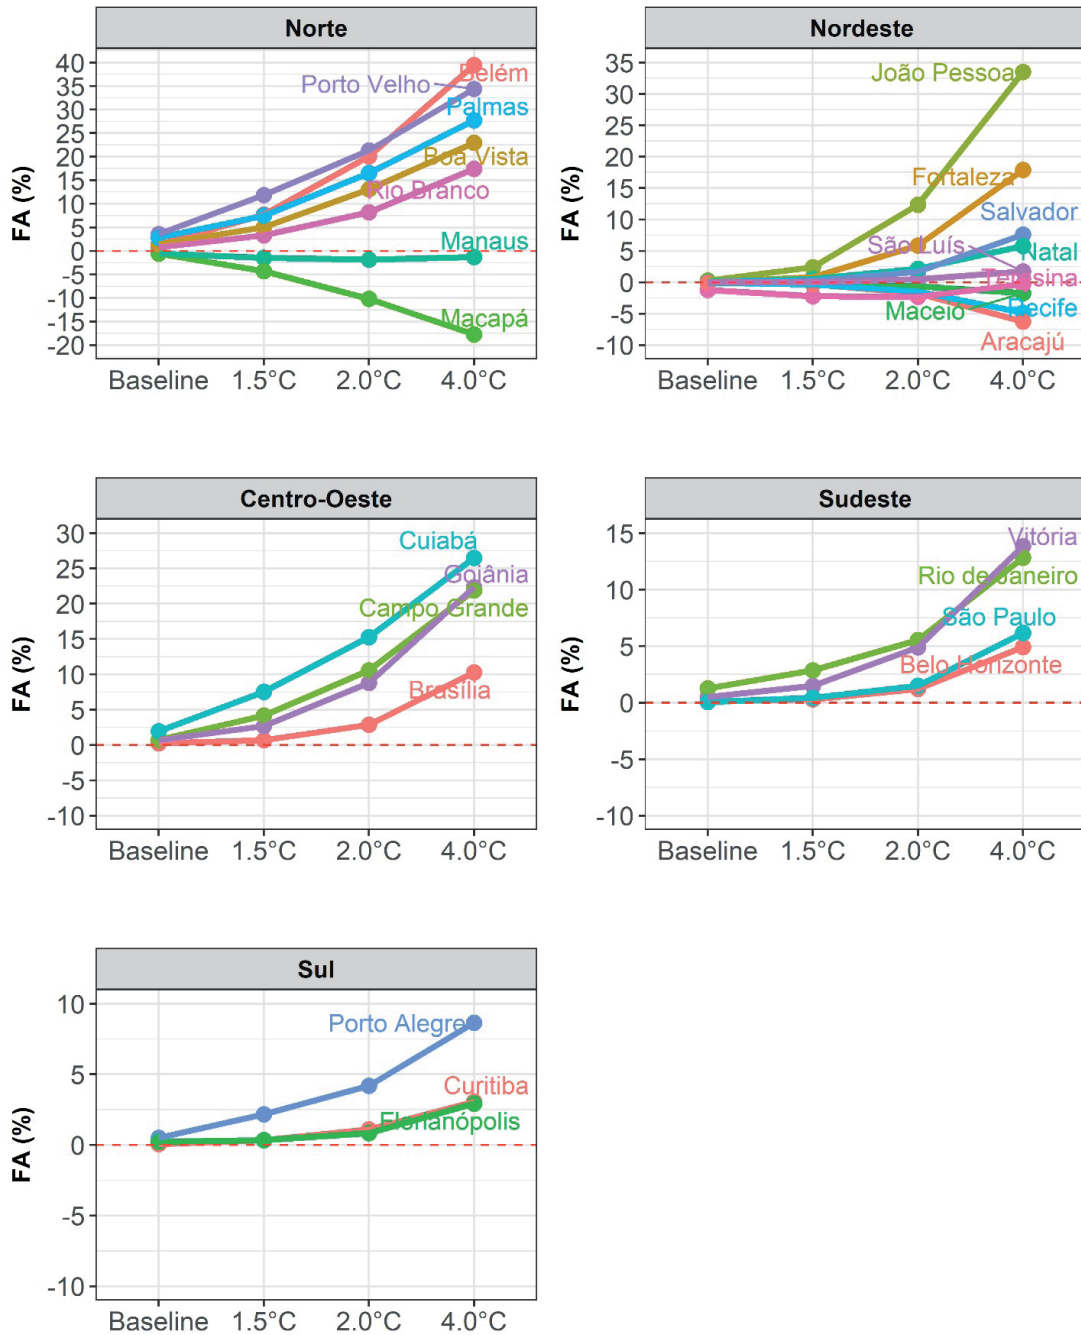 Norte
FA (%)
40
35
30
25
20
15
10
5
0
-5
-10
-15
-20
Belém
Porto Velho
Palmas
Boa Vista
Rio Branco
Manaus
Macapá
Baseline 1.5°C 2.0°C 4.0°C
Nordeste
FA (%)
35
30
25
20
15
10
5
0
-5
-10
João Pessoa
Fortaleza
Salvador
São Luís
Natal
Teresina
Maceió
Recife
Aracajú
Baseline 1.5°C 2.0°C 4.0°C
Centro-Oeste
FA (%)
30
25
20
15
10
5
0
-5
-10
Cuiabá
Goiânia
Campo Grande
Brasília
Baseline 1.5°C 2.0°C 4.0°C
Sudeste
FA (%)
15
10
5
0
-5
-10
Vitória
Rio de Janeiro
São Paulo
Belo Horizonte
Baseline 1.5°C 2.0°C 4.0°C
Sul
FA (%)
10
5
0
-5
-10
Porto Alegre
Curitiba
Florianópolis
Baseline 1.5°C 2.0°C 4.0°C